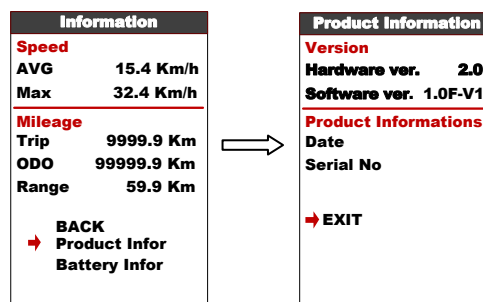 Information
Speed
AVG 15.4 Km/h
Max 32.4 Km/h
Mileage
Trip 9999.9 Km
ODO 99999.9 Km
Range 59.9 Km
BACK
Product Infor
Battery Infor
Product Information
Version
Hardware ver. 2.0
Software ver. 1.0F-V1
Product Informations
Date
Serial No
EXIT